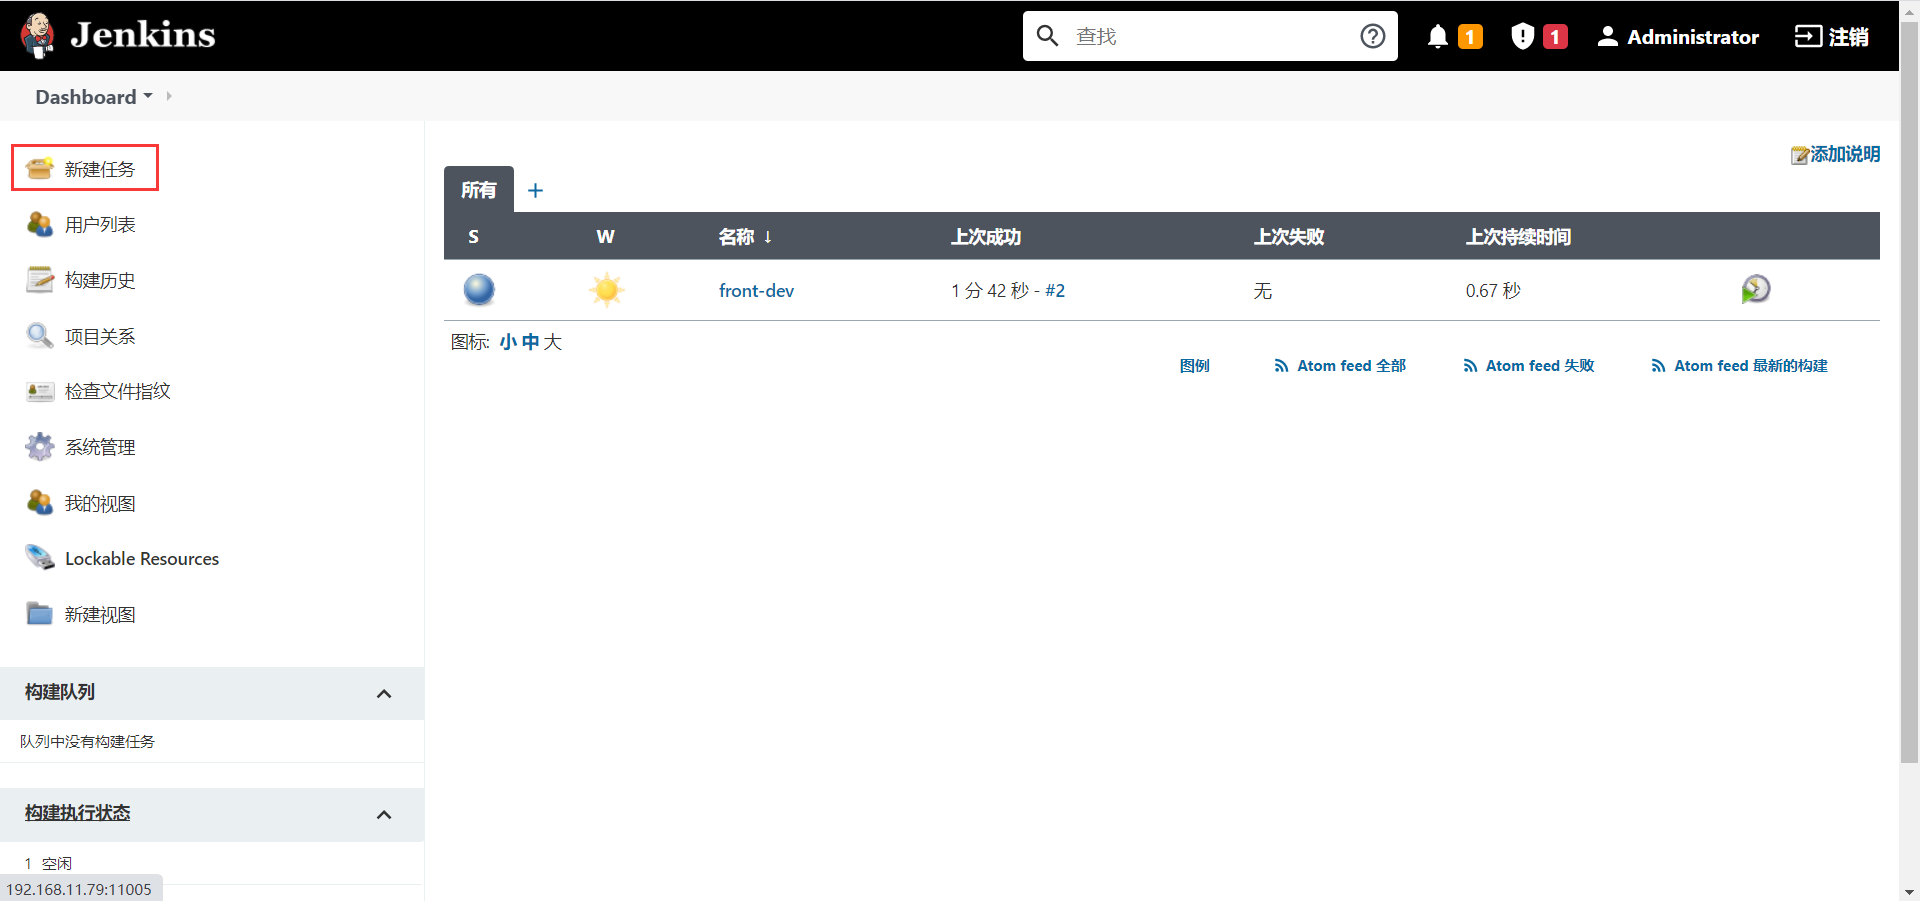 Jenkins
查找
1
1
Administrator
注销
Dashboard
新建任务
用户列表
构建历史
项目关系
检查文件指纹
系统管理
我的视图
Lockable Resources
新建视图
构建队列
队列中没有构建任务
构建执行状态
1 空闲
192.168.11.79:11005
添加说明
所有 +
S W 名称 ↓ 上次成功 上次失败 上次持续时间
front-dev 1 分 42 秒 - #2 无 0.67 秒
图标: 小 中 大
图例 Atom feed 全部 Atom feed 失败 Atom feed 最新的构建